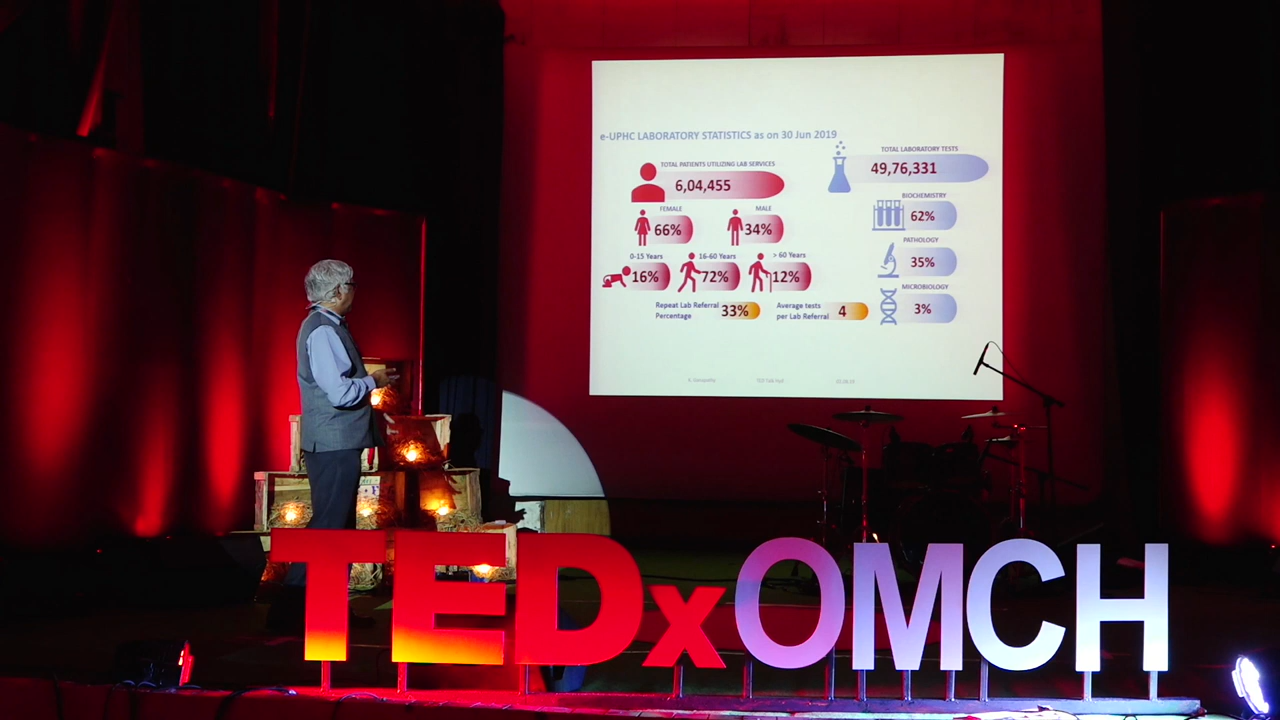 e-UPHC LABORATORY STATISTICS as on 30 Jun 2019
TOTAL PATIENTS UTILIZING LAB SERVICES
6,04,455
FEMALE
66%
MALE
34%
0-15 Years
16%
16-60 Years
72%
> 60 Years
12%
Repeat Lab Referral
Percentage
33%
Average tests
per Lab Referral
4
TOTAL LABORATORY TESTS
49,76,331
BIOCHEMISTRY
62%
PATHOLOGY
35%
MICROBIOLOGY
3%
TEDxOMCH